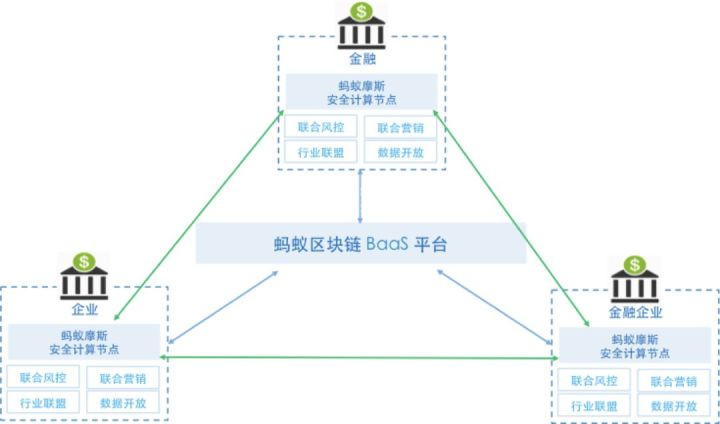 $
金融
蚂蚁摩斯
安全计算节点
联合风控
联合营销
行业联盟
数据开放
蚂蚁区块链 BaaS 平台
$
企业
蚂蚁摩斯
安全计算节点
联合风控
联合营销
行业联盟
数据开放
$
金融企业
蚂蚁摩斯
安全计算节点
联合风控
联合营销
行业联盟
数据开放